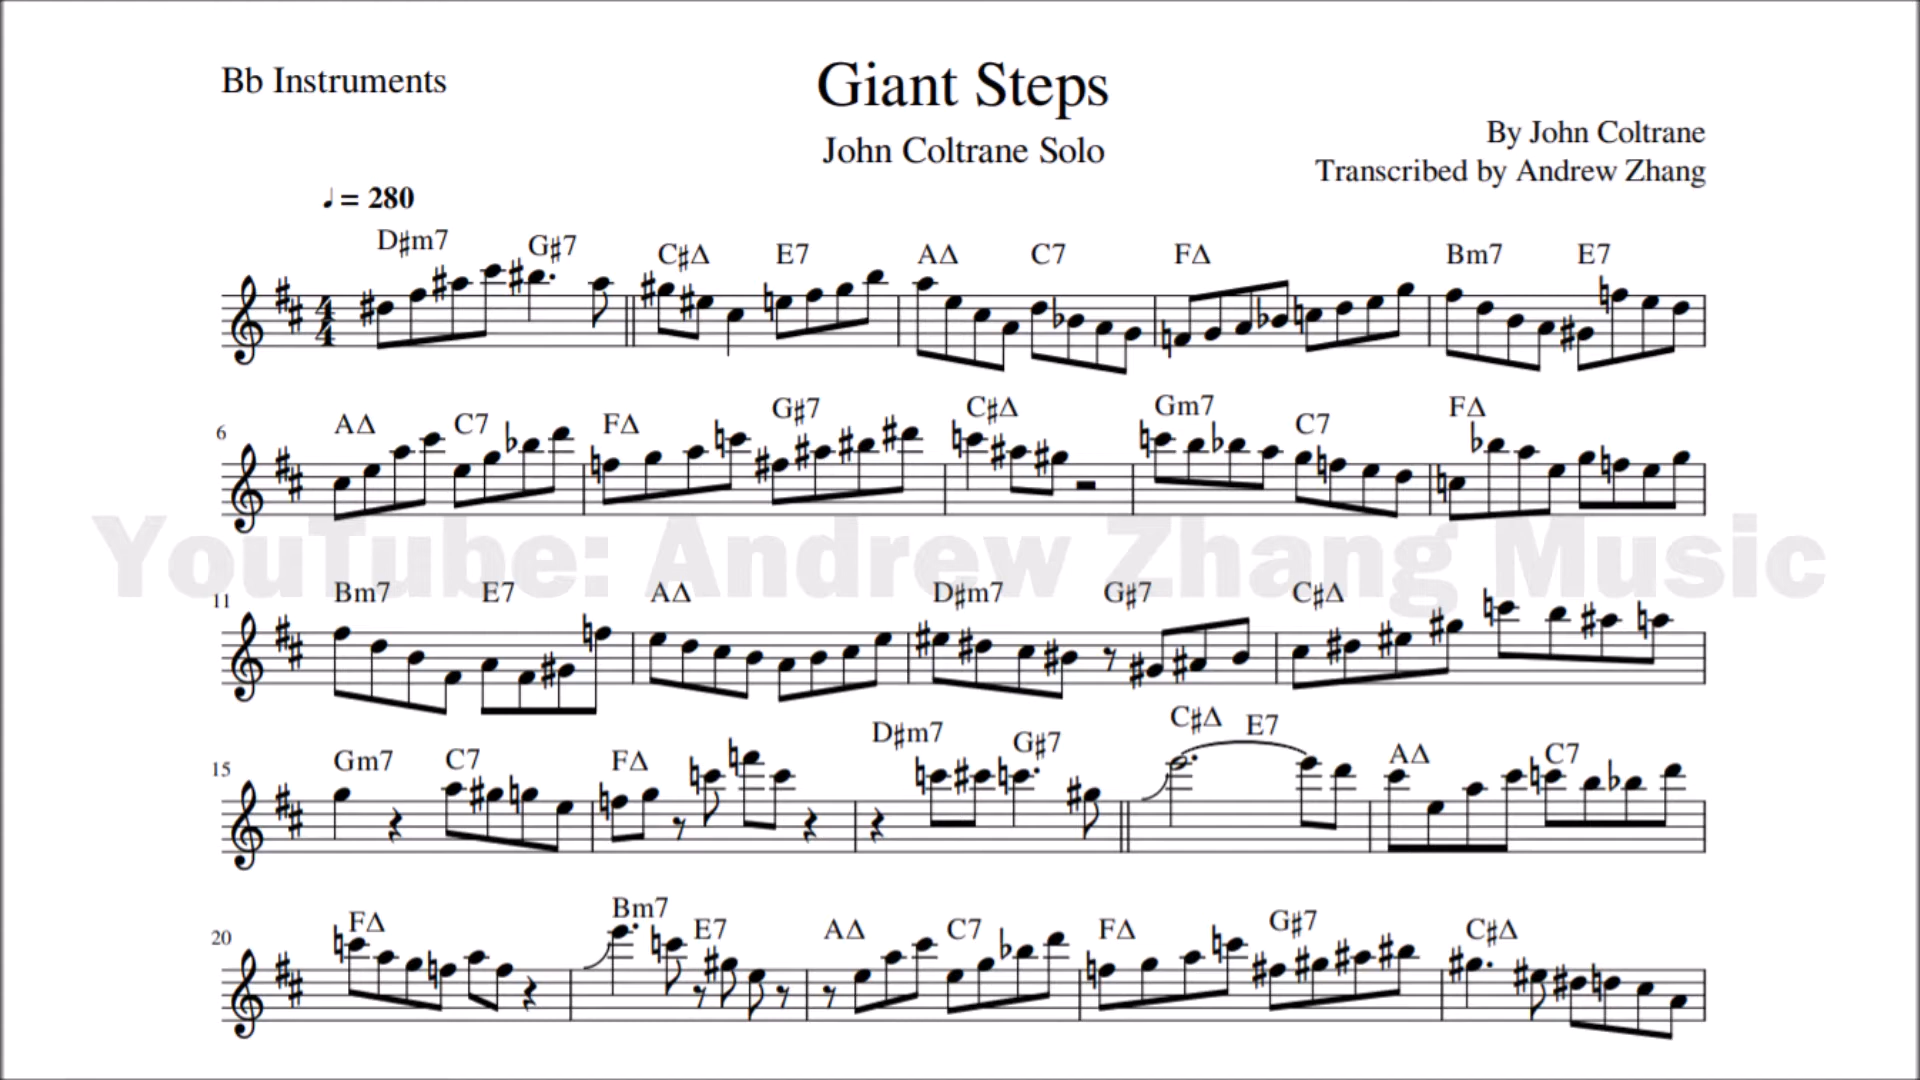 Bb Instruments
Giant Steps
John Coltrane Solo
By John Coltrane
Transcribed by Andrew Zhang
♩ = 280
D♯m7 G♯7 C♯Δ E7 AΔ C7 FΔ Bm7 E7
6 AΔ C7 FΔ G♯7 C♯Δ Gm7 C7 FΔ
YouTube: Andrew Zhang Music
11 Bm7 E7 AΔ D♯m7 G♯7 C♯Δ
15 Gm7 C7 FΔ D♯m7 G♯7 C♯Δ E7 AΔ C7
20 FΔ Bm7 E7 AΔ C7 FΔ G♯7 C♯Δ